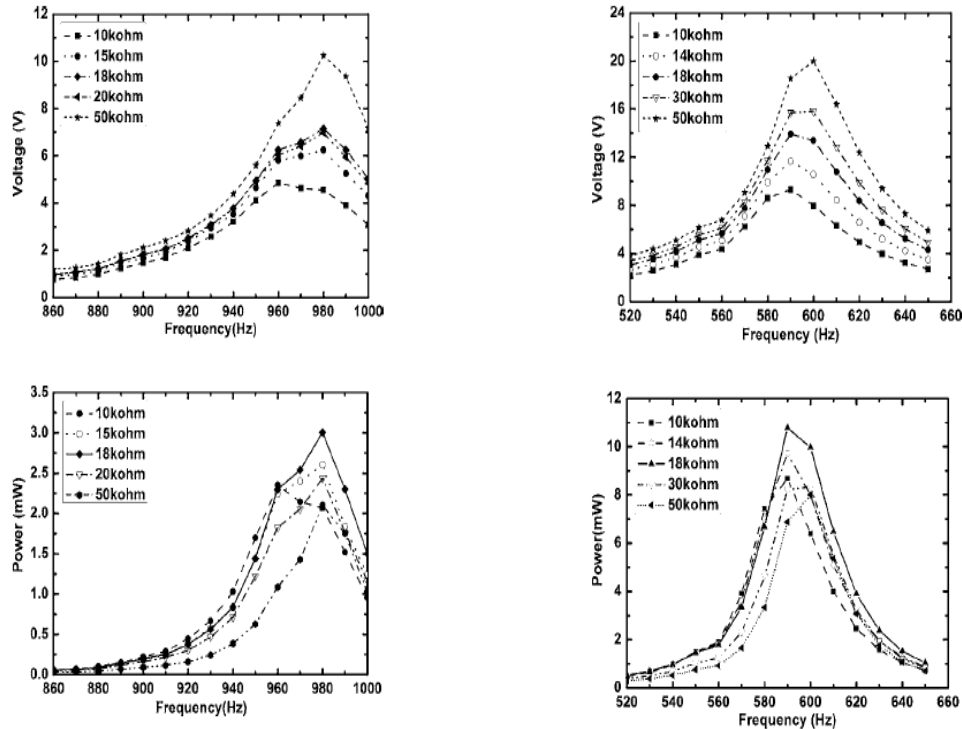 Voltage (V)
12
10
8
6
4
2
0
10kohm
15kohm
18kohm
20kohm
50kohm
860 880 900 920 940 960 980 1000
Frequency(Hz)
Voltage (V)
24
20
16
12
8
4
0
10kohm
14kohm
18kohm
30kohm
50kohm
520 540 560 580 600 620 640 660
Frequency (Hz)
Power (mW)
3.5
3.0
2.5
2.0
1.5
1.0
0.5
0.0
10kohm
15kohm
18kohm
20kohm
50kohm
860 880 900 920 940 960 980 1000
Frequency(Hz)
Power(mW)
12
10
8
6
4
2
0
10kohm
14kohm
18kohm
30kohm
50kohm
520 540 560 580 600 620 640 660
Frequency (Hz)